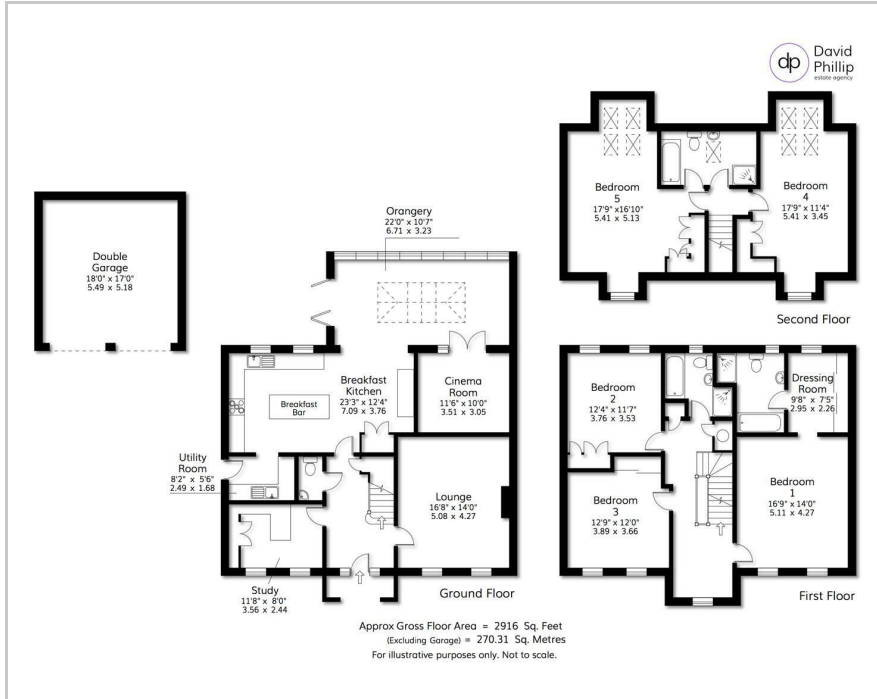 dp
David
Phillip
estate agency
Bedroom
5
17'9" x16'10"
5.41 x 5.13
Bedroom
4
17'9" x 11'4"
5.41 x 3.45
Second Floor
Double
Garage
18'0" x 17'0"
5.49 x 5.18
Orangery
22'0" x 10'7"
6.71 x 3.23
Breakfast
Kitchen
23'3" x 12'4"
7.09 x 3.76
Breakfast
Bar
Cinema
Room
11'6" x 10'0"
3.51 x 3.05
Utility
Room
8'2" x 5'6"
2.49 x 1.68
Lounge
16'8" x 14'0"
5.08 x 4.27
Study
11'8" x 8'0"
3.56 x 2.44
Ground Floor
Bedroom
2
12'4" x 11'7"
3.76 x 3.53
Dressing
Room
9'8" x 7'5"
2.95 x 2.26
Bedroom
3
12'9" x 12'0"
3.89 x 3.66
Bedroom
1
16'9" x 14'0"
5.11 x 4.27
First Floor
Approx Gross Floor Area = 2916 Sq. Feet
(Excluding Garage) = 270.31 Sq. Metres
For illustrative purposes only. Not to scale.